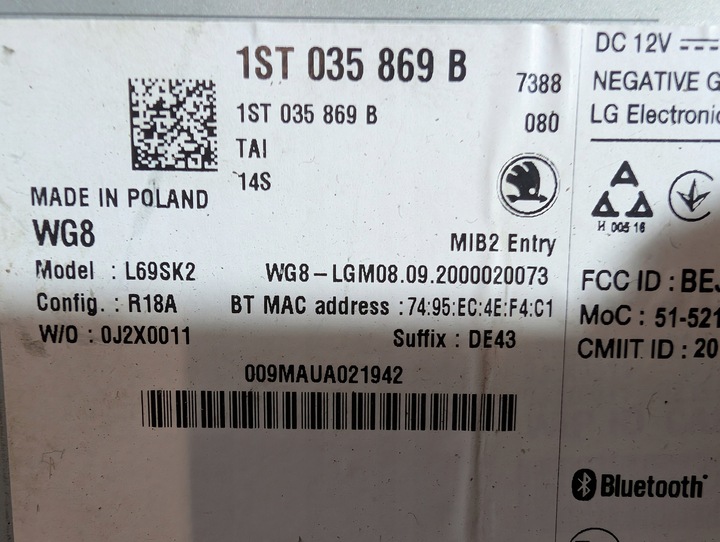 1ST 035 869 B
7388
1ST 035 869 B
080
TAI
14S
MADE IN POLAND
WG8
MIB2 Entry
Model : L69SK2
WG8-LGM08.09.2000020073
Config. : R18A
BT MAC address : 74:95:EC:4E:F4:C1
W/O : 0J2X0011
Suffix : DE43
009MAUA021942
DC 12V
NEGATIVE G
LG Electronic
H 005 16
FCC ID : BEJ
MoC : 51-521
CMIIT ID : 20
Bluetooth